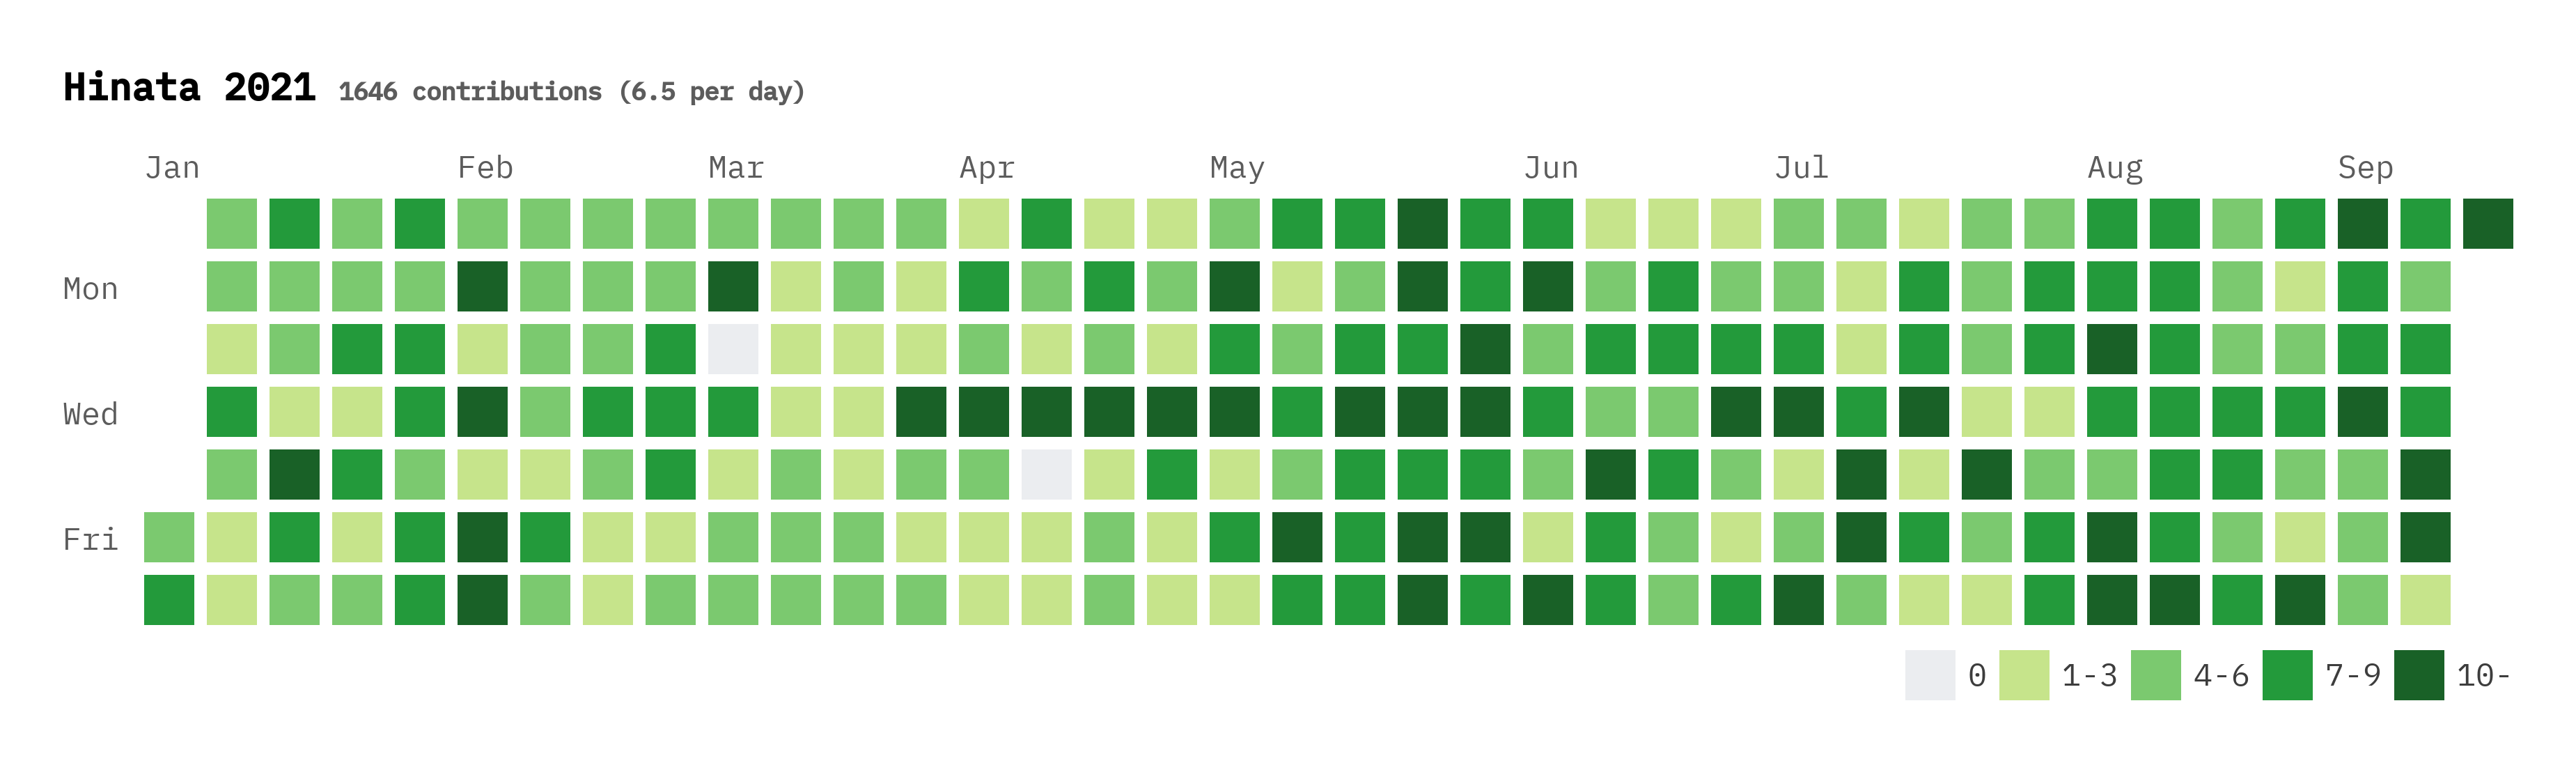 Hinata 2021 1646 contributions (6.5 per day)
Jan Feb Mar Apr May Jun Jul Aug Sep
Mon
Wed
Fri
0 1-3 4-6 7-9 10-